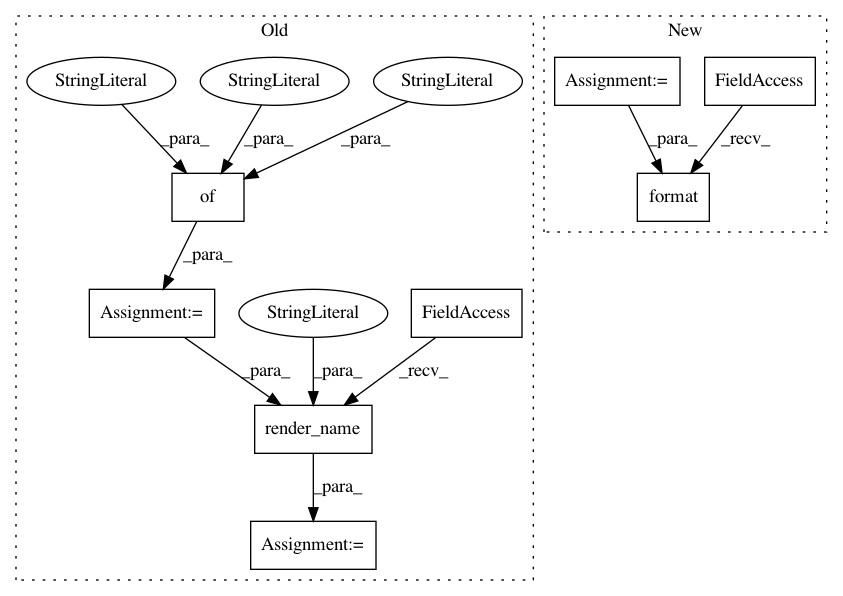 Old
New
StringLiteral
StringLiteral
StringLiteral
Assignment:=
FieldAccess
_para_
_para_
_para_
_para_
_recv_
of
format
_para_
Assignment:=
StringLiteral
FieldAccess
_para_
_para_
_recv_
render_name
_para_
Assignment:=